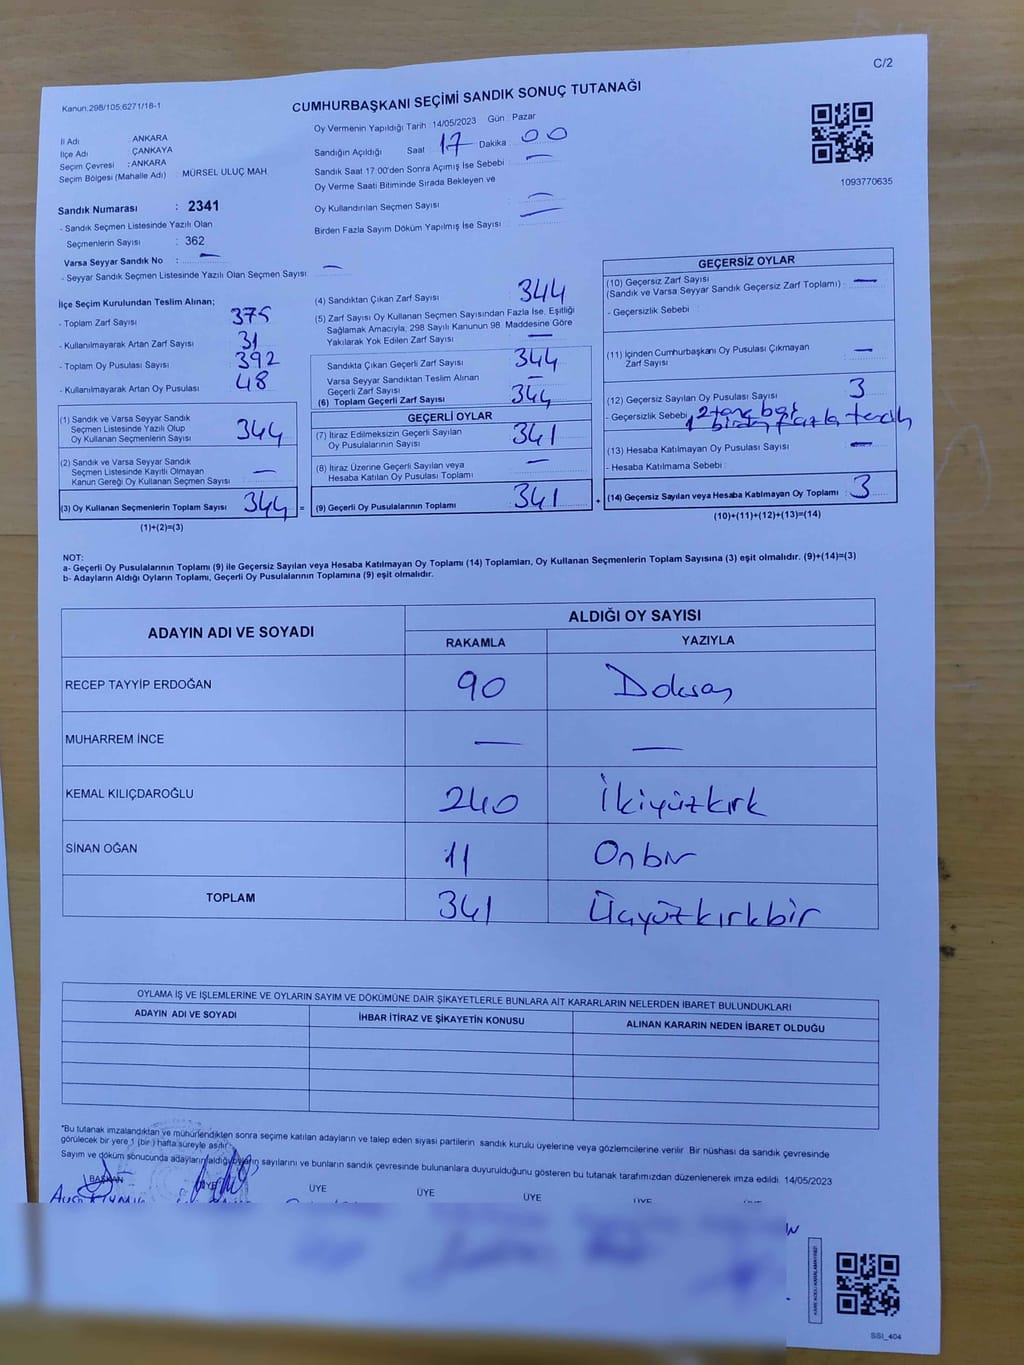 C/2
Kanun.298/105,6271/18-1
CUMHURBAŞKANI SEÇİMİ SANDIK SONUÇ TUTANAĞI
İl Adı : ANKARA
İlçe Adı : ÇANKAYA
Seçim Çevresi : ANKARA
Seçim Bölgesi (Mahalle Adı) : MÜRSEL ULUÇ MAH
Sandık Numarası : 2341
- Sandık Seçmen Listesinde Yazılı Olan
Seçmenlerin Sayısı : 362
Varsa Seyyar Sandık No : —
- Seyyar Sandık Seçmen Listesinde Yazılı Olan Seçmen Sayısı : —
Oy Vermenin Yapıldığı Tarih : 14/05/2023 Gün : Pazar
Sandığın Açıldığı Saat : 17 Dakika : 00
Sandık Saat 17:00'den Sonra Açımış İse Sebebi : —
Oy Verme Saati Bitiminde Sırada Bekleyen ve
Oy Kullandırılan Seçmen Sayısı : —
Birden Fazla Sayım Döküm Yapılmış İse Sayısı : —
1093770635
İlçe Seçim Kurulundan Teslim Alınan;
- Toplam Zarf Sayısı : 375
- Kullanılmayarak Artan Zarf Sayısı : 31
- Toplam Oy Pusulası Sayısı : 392
- Kullanılmayarak Artan Oy Pusulası : 48
(1) Sandık ve Varsa Seyyar Sandık
Seçmen Listesinde Yazılı Olup
Oy Kullanan Seçmenlerin Sayısı : 344
(2) Sandık ve Varsa Seyyar Sandık
Seçmen Listesinde Kayıtlı Olmayan
Kanun Gereği Oy Kullanan Seçmen Sayısı : —
(3) Oy Kullanan Seçmenlerin Toplam Sayısı : 344 =
(1)+(2)=(3)
(4) Sandıktan Çıkan Zarf Sayısı : 344
(5) Zarf Sayısı Oy Kullanan Seçmen Sayısından Fazla İse, Eşitliği
Sağlamak Amacıyla; 298 Sayılı Kanunun 98. Maddesine Göre
Yakılarak Yok Edilen Zarf Sayısı : —
Sandıkta Çıkan Geçerli Zarf Sayısı : 344
Varsa Seyyar Sandıktan Teslim Alınan
Geçerli Zarf Sayısı : —
(6) Toplam Geçerli Zarf Sayısı : 344
GEÇERLİ OYLAR
(7) İtiraz Edilmeksizin Geçerli Sayılan
Oy Pusulalarının Sayısı : 341
(8) İtiraz Üzerine Geçerli Sayılan veya
Hesaba Katılan Oy Pusulası Toplamı : —
(9) Geçerli Oy Pusulalarının Toplamı : 341 +
GEÇERSİZ OYLAR
(10) Geçersiz Zarf Sayısı
(Sandık ve Varsa Seyyar Sandık Geçersiz Zarf Toplamı) : —
- Geçersizlik Sebebi :
(11) İçinden Cumhurbaşkanı Oy Pusulası Çıkmayan
Zarf Sayısı : —
(12) Geçersiz Sayılan Oy Pusulası Sayısı : 3
- Geçersizlik Sebebi : 2 tane boş
1 birden fazla tercih
(13) Hesaba Katılmayan Oy Pusulası Sayısı : —
- Hesaba Katılmama Sebebi :
(14) Geçersiz Sayılan veya Hesaba Katılmayan Oy Toplamı : 3
(10)+(11)+(12)+(13)=(14)
NOT:
a- Geçerli Oy Pusulalarının Toplamı (9) ile Geçersiz Sayılan veya Hesaba Katılmayan Oy Toplamı (14) Toplamları, Oy Kullanan Seçmenlerin Toplam Sayısına (3) eşit olmalıdır. (9)+(14)=(3)
b- Adayların Aldığı Oyların Toplamı, Geçerli Oy Pusulalarının Toplamına (9) eşit olmalıdır.
ADAYIN ADI VE SOYADI ALDIĞI OY SAYISI
RAKAMLA YAZIYLA
RECEP TAYYİP ERDOĞAN 90 Doksan
MUHARREM İNCE — —
KEMAL KILIÇDAROĞLU 240 İkiyüzkırk
SİNAN OĞAN 11 Onbir
TOPLAM 341 Üçyüzkırkbir
OYLAMA İŞ VE İŞLEMLERİNE VE OYLARIN SAYIM VE DÖKÜMÜNE DAİR ŞİKAYETLERLE BUNLARA AİT KARARLARIN NELERDEN İBARET BULUNDUKLARI
ADAYIN ADI VE SOYADI İHBAR İTİRAZ VE ŞİKAYETİN KONUSU ALINAN KARARIN NEDEN İBARET OLDUĞU
*Bu tutanak imzalandıktan ve mühürlendikten sonra seçime katılan adayların ve talep eden siyasi partilerin sandık kurulu üyelerine veya gözlemcilerine verilir. Bir nüshası da sandık çevresinde
görülecek bir yere 1 (bir ) hafta süreyle asılır.
Sayım ve döküm sonucunda adayların aldığı oyların sayılarını ve bunların sandık çevresinde bulunanlara duyurulduğunu gösteren bu tutanak tarafımızdan düzenlenerek imza edildi. 14/05/2023
BAŞKAN ÜYE ÜYE ÜYE ÜYE ÜYE
SSI_404